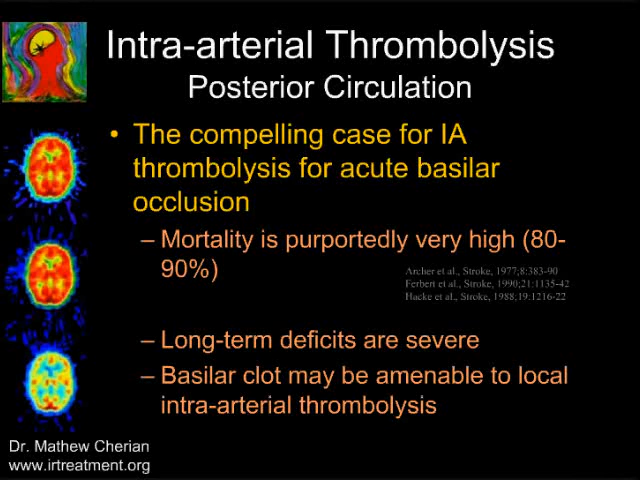 Intra-arterial Thrombolysis
Posterior Circulation
• The compelling case for IA
thrombolysis for acute basilar
occlusion
– Mortality is purportedly very high (80-
90%)
Archer et al., Stroke, 1977;8:383-90
Ferbert et al., Stroke, 1990;21:1135-42
Hacke et al., Stroke, 1988;19:1216-22
– Long-term deficits are severe
– Basilar clot may be amenable to local
intra-arterial thrombolysis
Dr. Mathew Cherian
www.irtreatment.org